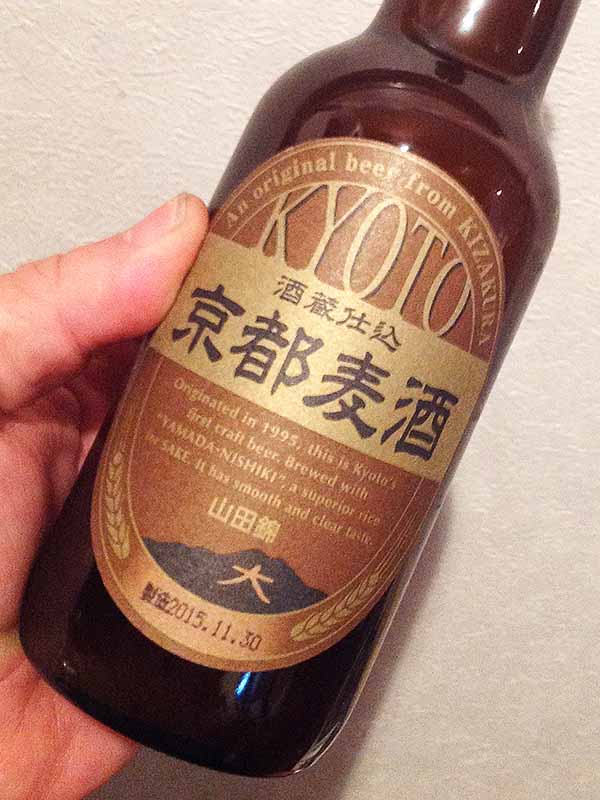 An original beer from KIZAKURA
KYOTO
酒蔵仕込
京都麦酒
Originated in 1995, this is Kyoto's
first craft beer. Brewed with
"YAMADA-NISHIKI", a superior rice
for SAKE. It has smooth and clear taste.
山田錦
大
製造2015.11.30